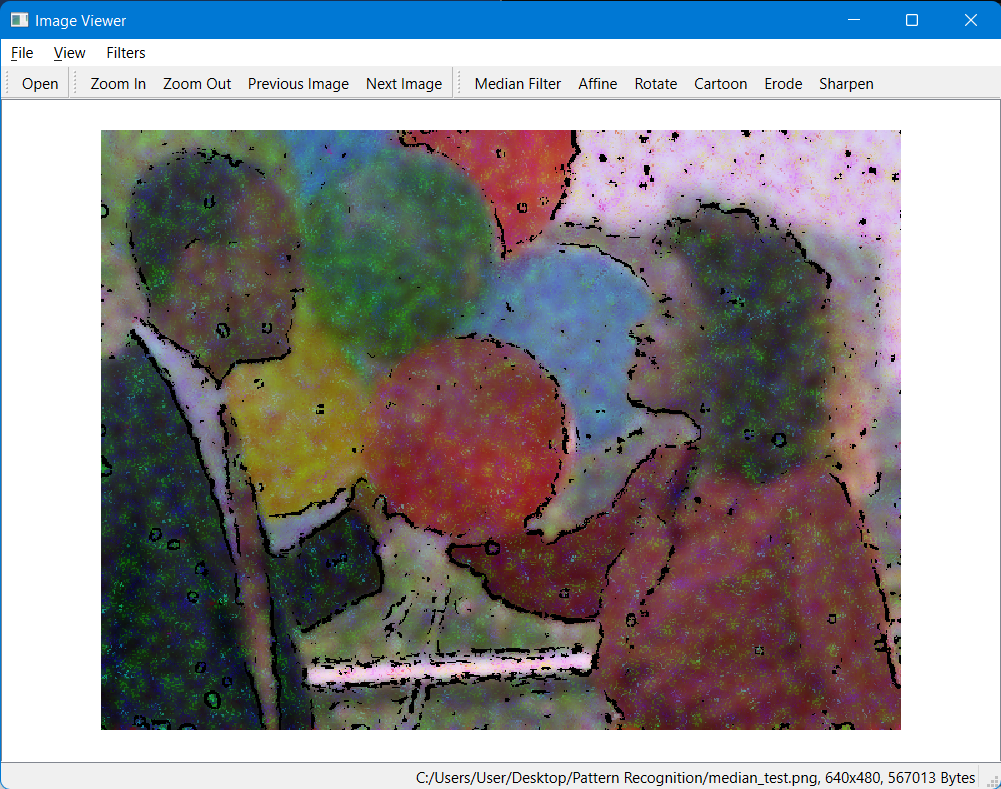 Image Viewer
File View Filters
Open Zoom In Zoom Out Previous Image Next Image Median Filter Affine Rotate Cartoon Erode Sharpen
C:/Users/User/Desktop/Pattern Recognition/median_test.png, 640x480, 567013 Bytes